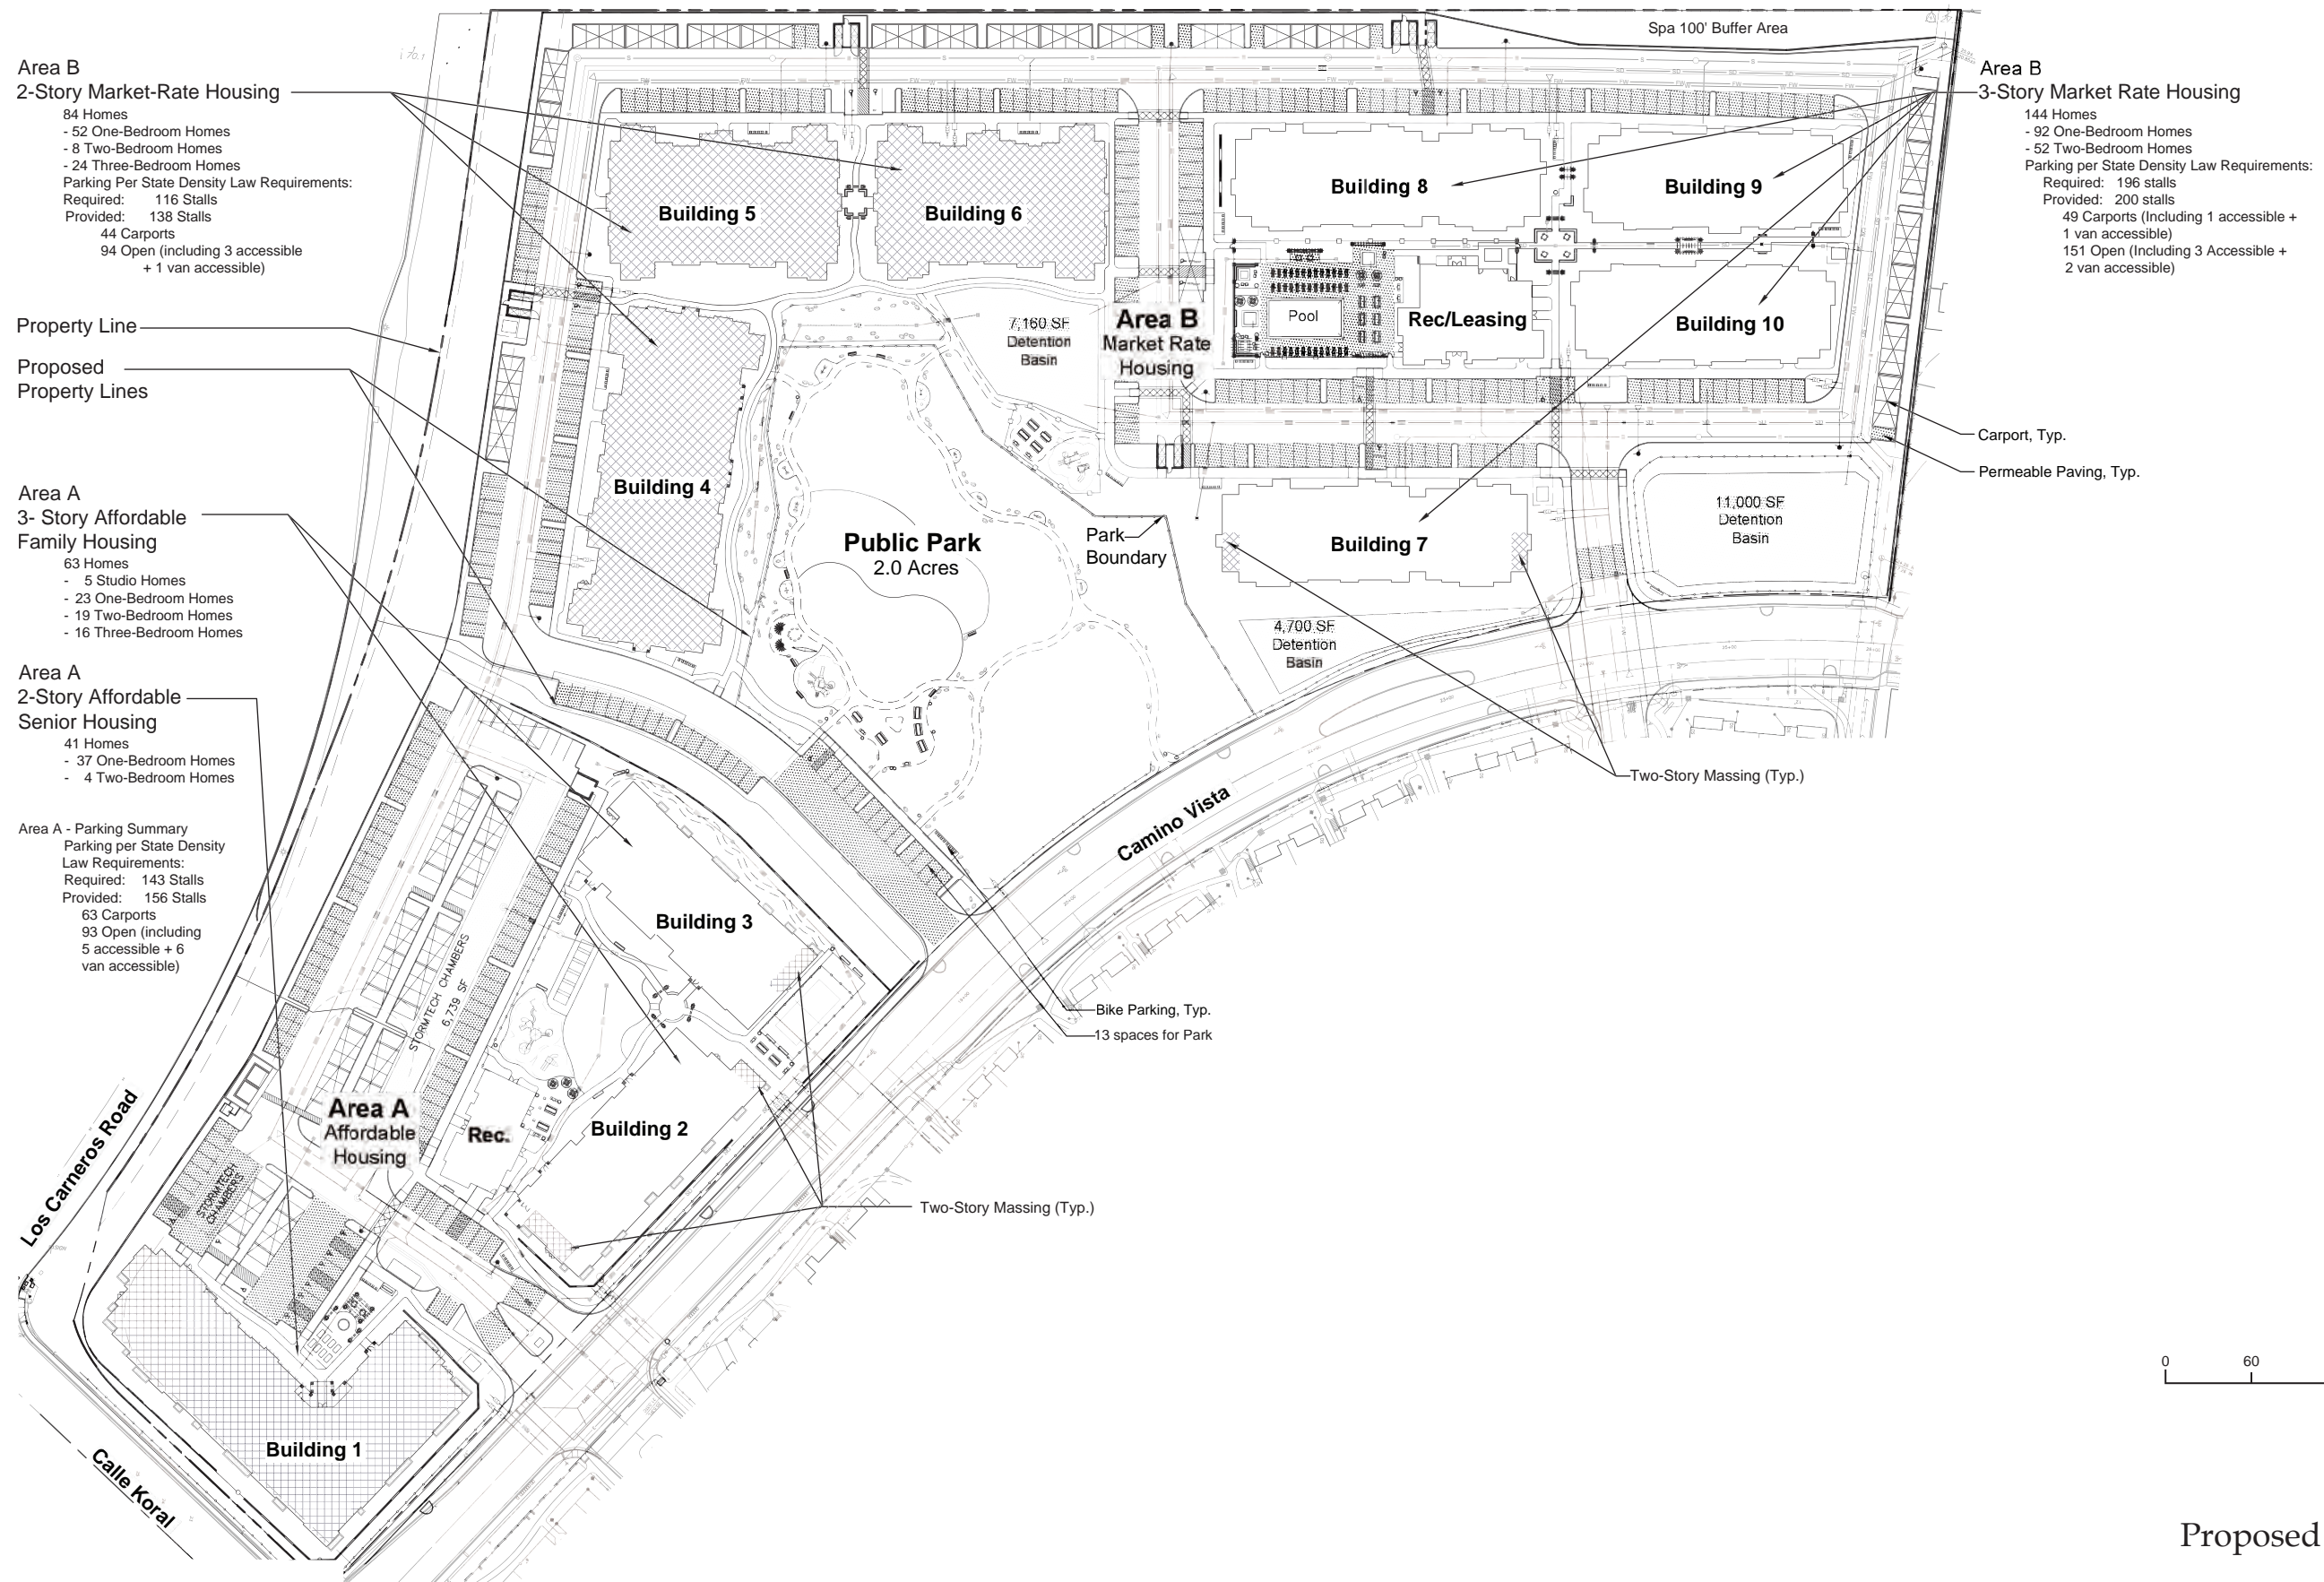 Spa 100' Buffer Area
Area B
2-Story Market-Rate Housing
84 Homes
- 52 One-Bedroom Homes
- 8 Two-Bedroom Homes
- 24 Three-Bedroom Homes
Parking Per State Density Law Requirements:
Required: 116 Stalls
Provided: 138 Stalls
44 Carports
94 Open (including 3 accessible
+ 1 van accessible)
Property Line
Proposed
Property Lines
Area A
3- Story Affordable
Family Housing
63 Homes
- 5 Studio Homes
- 23 One-Bedroom Homes
- 19 Two-Bedroom Homes
- 16 Three-Bedroom Homes
Area A
2-Story Affordable
Senior Housing
41 Homes
- 37 One-Bedroom Homes
- 4 Two-Bedroom Homes
Area A - Parking Summary
Parking per State Density
Law Requirements:
Required: 143 Stalls
Provided: 156 Stalls
63 Carports
93 Open (including
5 accessible + 6
van accessible)
Area B
3-Story Market Rate Housing
144 Homes
- 92 One-Bedroom Homes
- 52 Two-Bedroom Homes
Parking per State Density Law Requirements:
Required: 196 stalls
Provided: 200 stalls
49 Carports (Including 1 accessible +
1 van accessible)
151 Open (Including 3 Accessible +
2 van accessible)
Carport, Typ.
Permeable Paving, Typ.
Building 5
Building 6
Building 8
Building 9
7,160 SF
Detention
Basin
Area B
Market Rate
Housing
Pool
Rec/Leasing
Building 10
Building 4
Public Park
2.0 Acres
Park
Boundary
Building 7
11,000 SF
Detention
Basin
4,700 SF
Detention
Basin
Two-Story Massing (Typ.)
Camino Vista
Building 3
STORMTECH CHAMBERS
6,739 SF
Bike Parking, Typ.
13 spaces for Park
Area A
Affordable
Housing
Rec.
Building 2
Los Carneros Road
STORMTECH
CHAMBERS
Two-Story Massing (Typ.)
Building 1
Calle Koral
0 60
Proposed